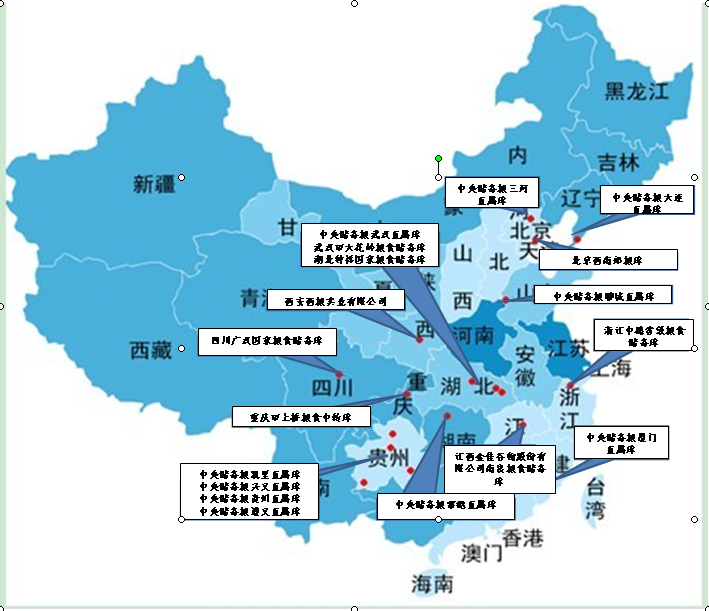 黑龙江
内
吉林
新疆
辽宁
中央储备粮三河
直属库
中央储备粮大连
直属库
甘
北京
中央储备粮武汉直属库
武汉市大花岭粮食储备库
湖北钟祥国家粮食储备库
山
北
天
北京西南郊粮库
西
山
中央储备粮聊城直属库
青
西安西粮实业有限公司
西
河南
浙江中穗省级粮食
储备库
西藏
四川广汉国家粮食储备库
安
徽
江苏
上海
四川
重
庆
湖
北
浙
江
重庆市上桥粮食中转库
湖南
江
中央储备粮厦门
直属库
贵州
江西金佳谷物股份有
限公司南良粮食储备
库
建
中央储备粮凯里直属库
中央储备粮兴义直属库
中央储备粮贵州直属库
中央储备粮遵义直属库
南
中央储备粮常德直属库
台
湾
香港
澳门
海南